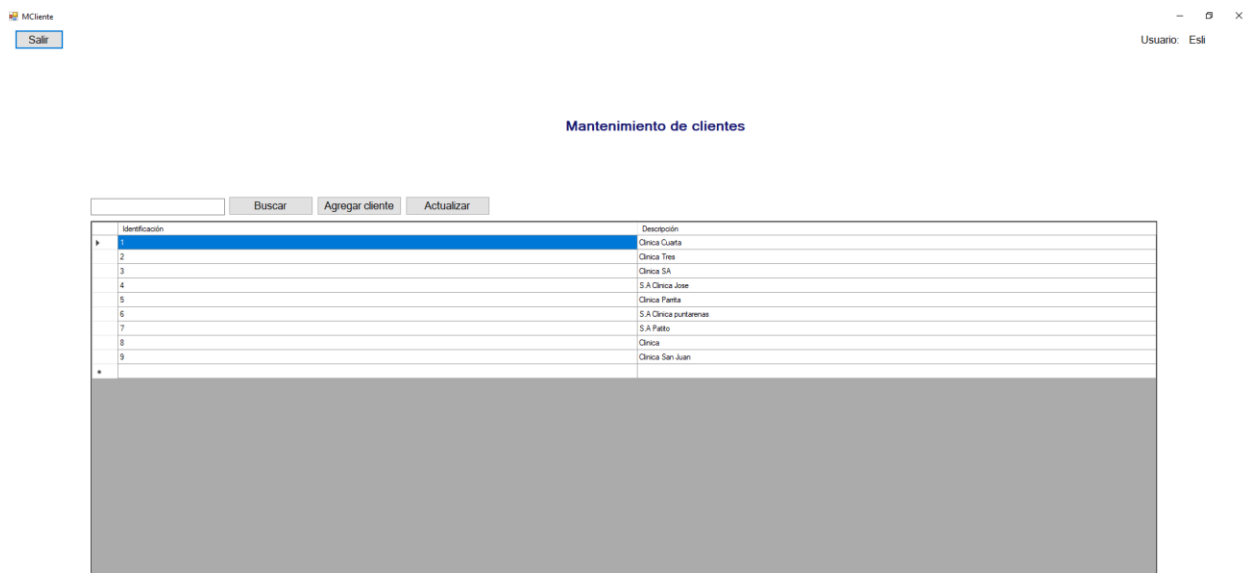 MCliente
Salir
Usuario: Esli
Mantenimiento de clientes
Buscar Agregar cliente Actualizar
Identificación Descripción
1 Clinica Cuarta
2 Clinica Tres
3 Clinica SA
4 S.A Clinica Jose
5 Clinica Parrita
6 S.A Clinica puntarenas
7 S.A Patito
8 Clinica
9 Clinica San Juan